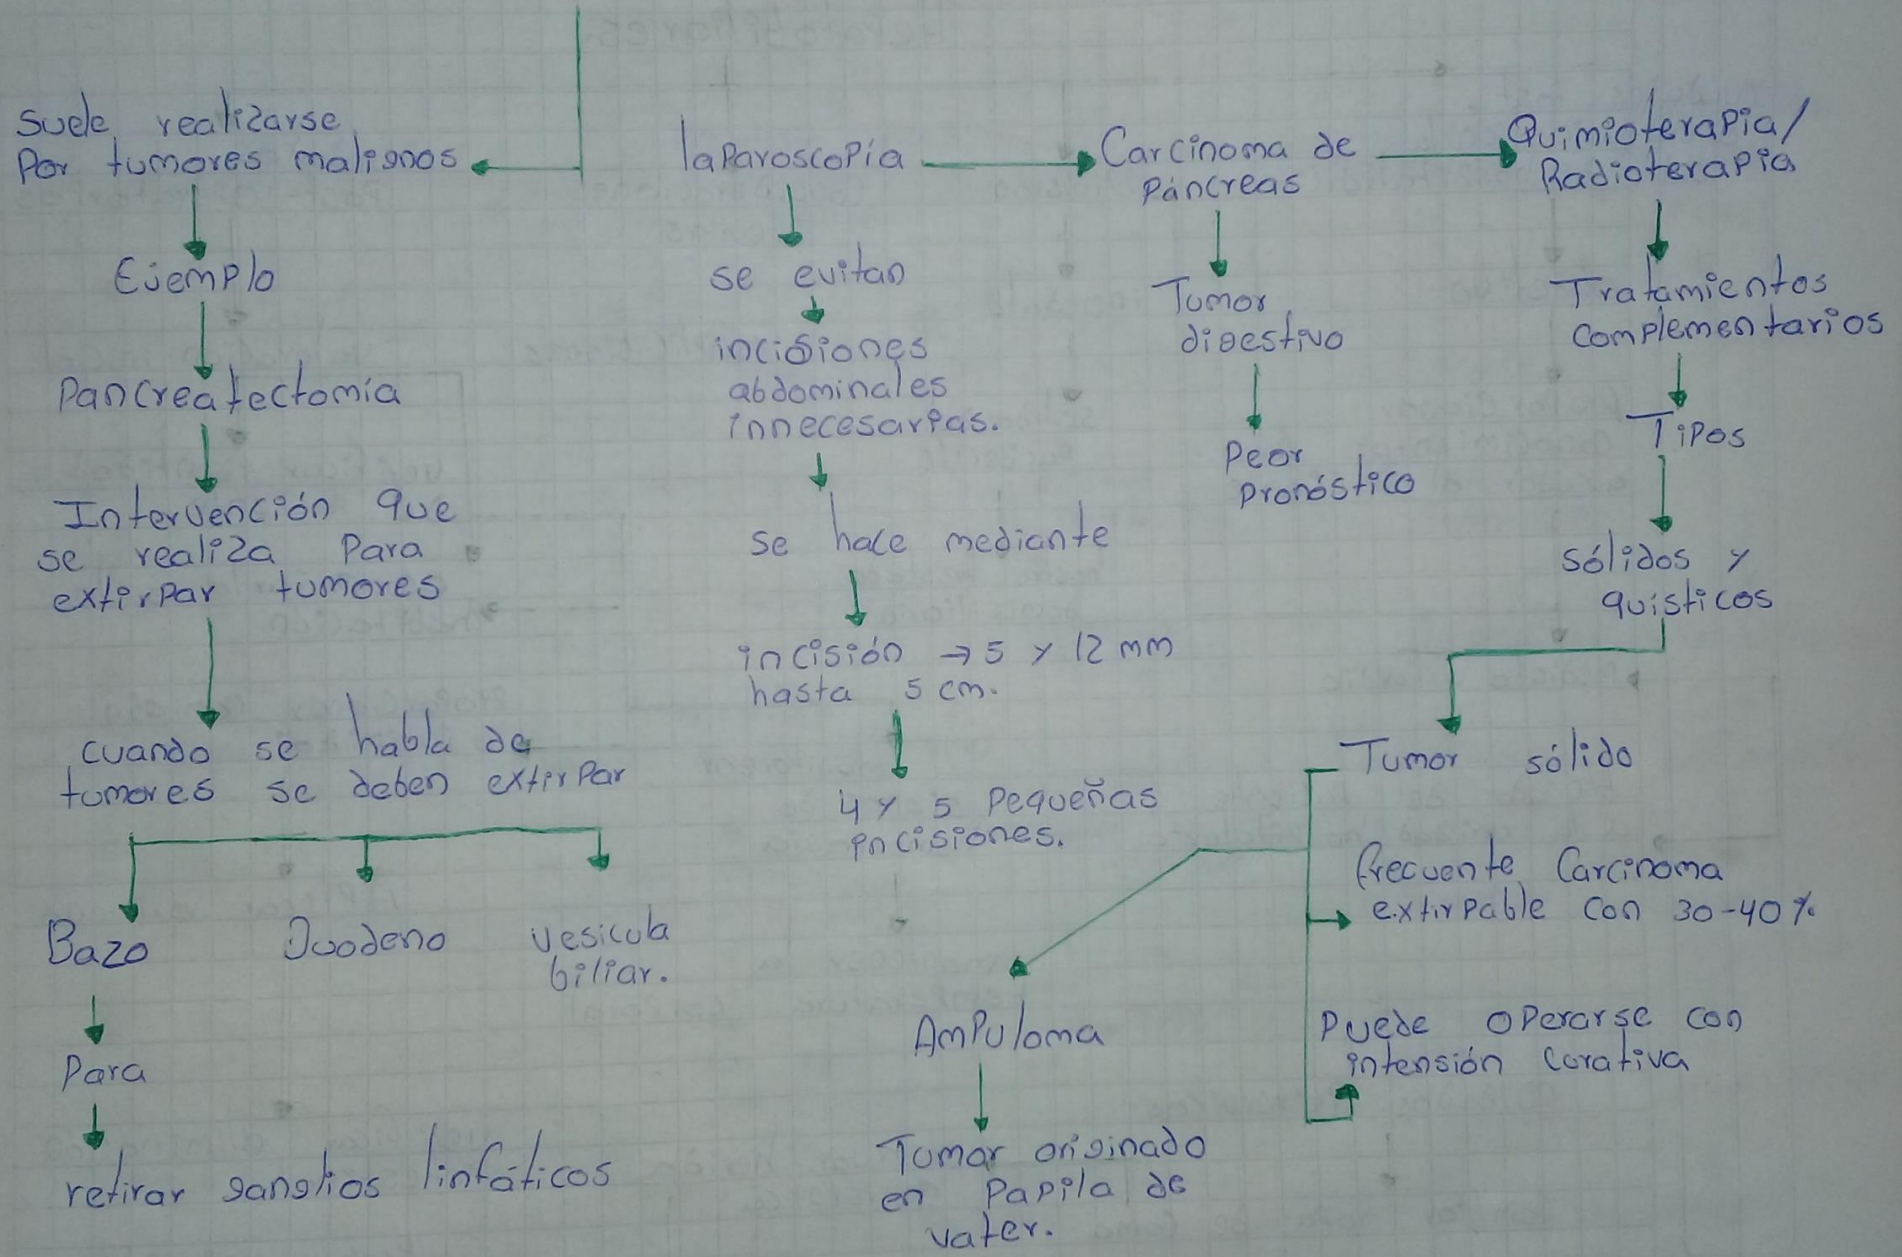 Suele realizarse
Por tumores malignos
Ejemplo
Pancreatectomía
Intervención que
se realiza Para
extirpar tumores
cuando se habla de
tumores se deben extirpar
Bazo
Duodeno
vesicula
biliar.
Para
retirar ganglios linfáticos
laparoscopía
se evitan
incisiones
abdominales
innecesarias.
se hace mediante
incisión → 5 y 12 mm
hasta 5 cm.
4 y 5 Pequeñas
incisiones.
Carcinoma de
Páncreas
Tumor
digestivo
Peor
pronóstico
Quimioterapia/
Radioterapia
Tratamientos
complementarios
Tipos
sólidos y
quísticos
Tumor sólido
frecuente Carcinoma
extirpable con 30-40%
Puede operarse con
intensión curativa
Ampuloma
Tumor originado
en Papila de
vater.